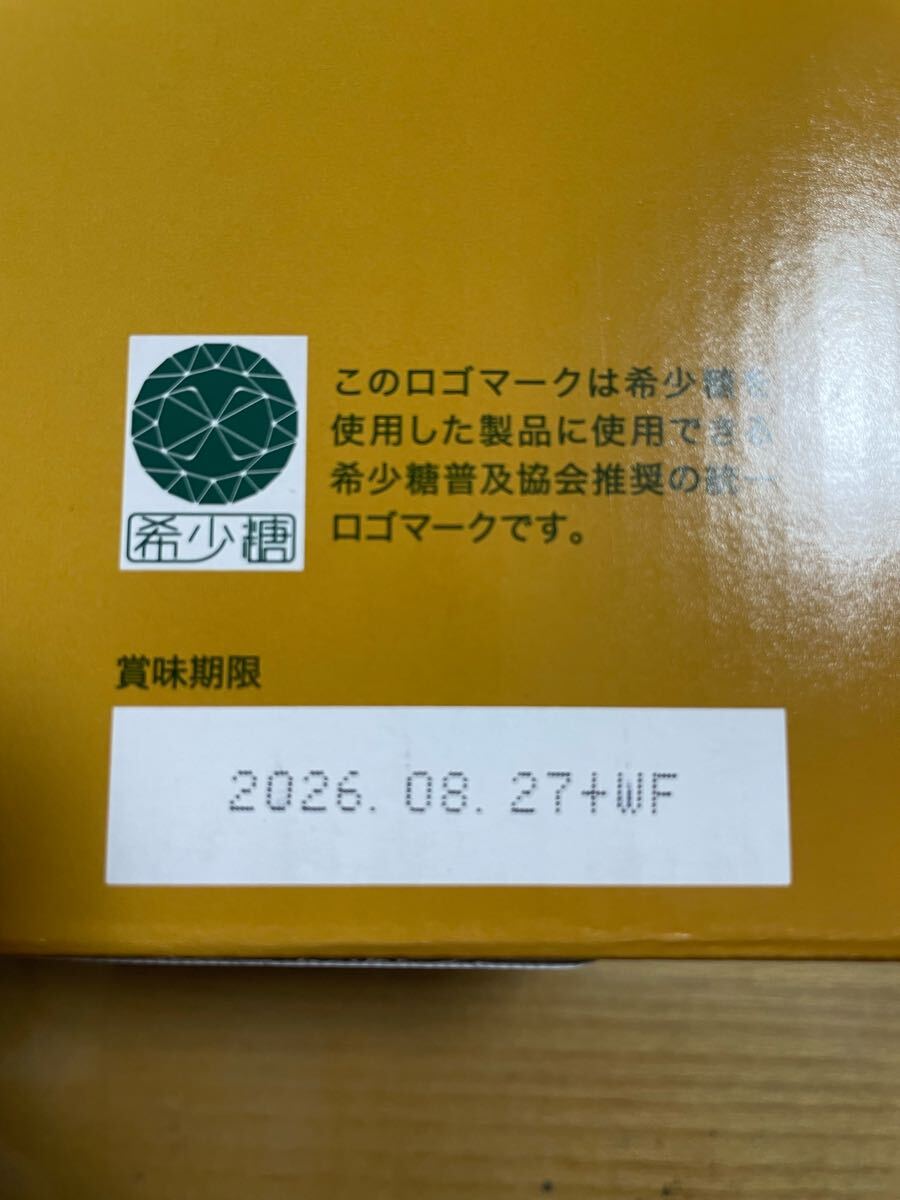 このロゴマークは希少糖を
使用した製品に使用できる
希少糖普及協会推奨の統一
ロゴマークです。
希少糖
賞味期限
2026. 08. 27+WF